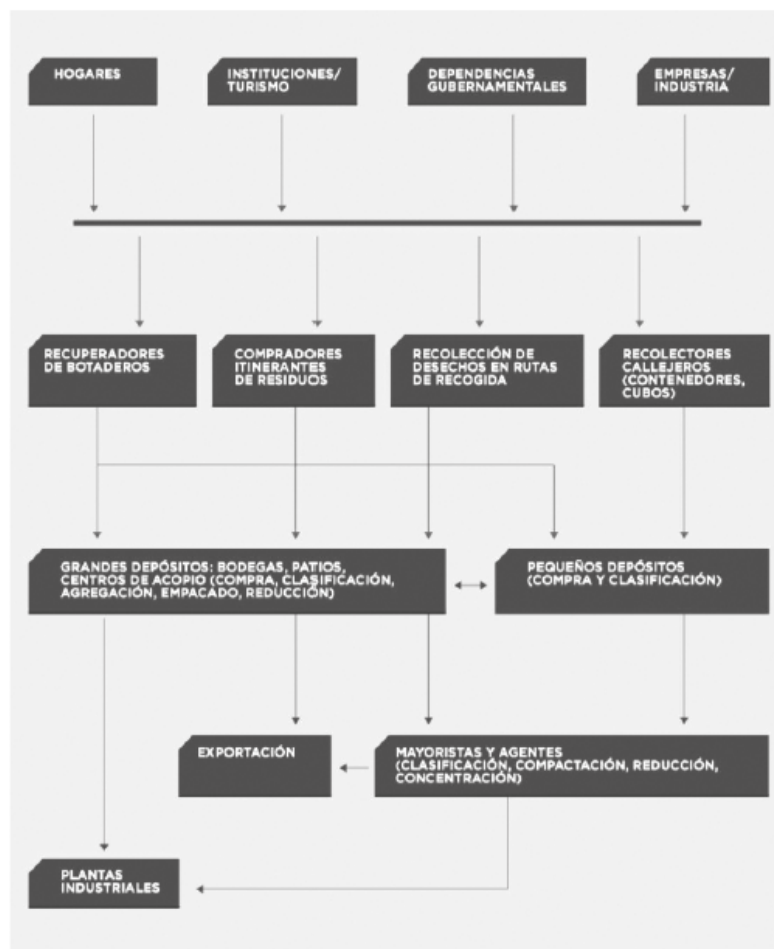 HOGARES
INSTITUCIONES/
TURISMO
DEPENDENCIAS
GUBERNAMENTALES
EMPRESAS/
INDUSTRIA
RECUPERADORES
DE BOTADEROS
COMPRADORES
ITINERANTES
DE RESIDUOS
RECOLECCIÓN DE
DESECHOS EN RUTAS
DE RECOGIDA
RECOLECTORES
CALLEJEROS
(CONTENEDORES,
CUBOS)
GRANDES DEPÓSITOS: BODEGAS, PATIOS,
CENTROS DE ACOPIO (COMPRA, CLASIFICACIÓN,
AGREGACIÓN, EMPACADO, REDUCCIÓN)
PEQUEÑOS DEPÓSITOS
(COMPRA Y CLASIFICACIÓN)
EXPORTACIÓN
MAYORISTAS Y AGENTES
(CLASIFICACIÓN, COMPACTACIÓN, REDUCCIÓN,
CONCENTRACIÓN)
PLANTAS
INDUSTRIALES